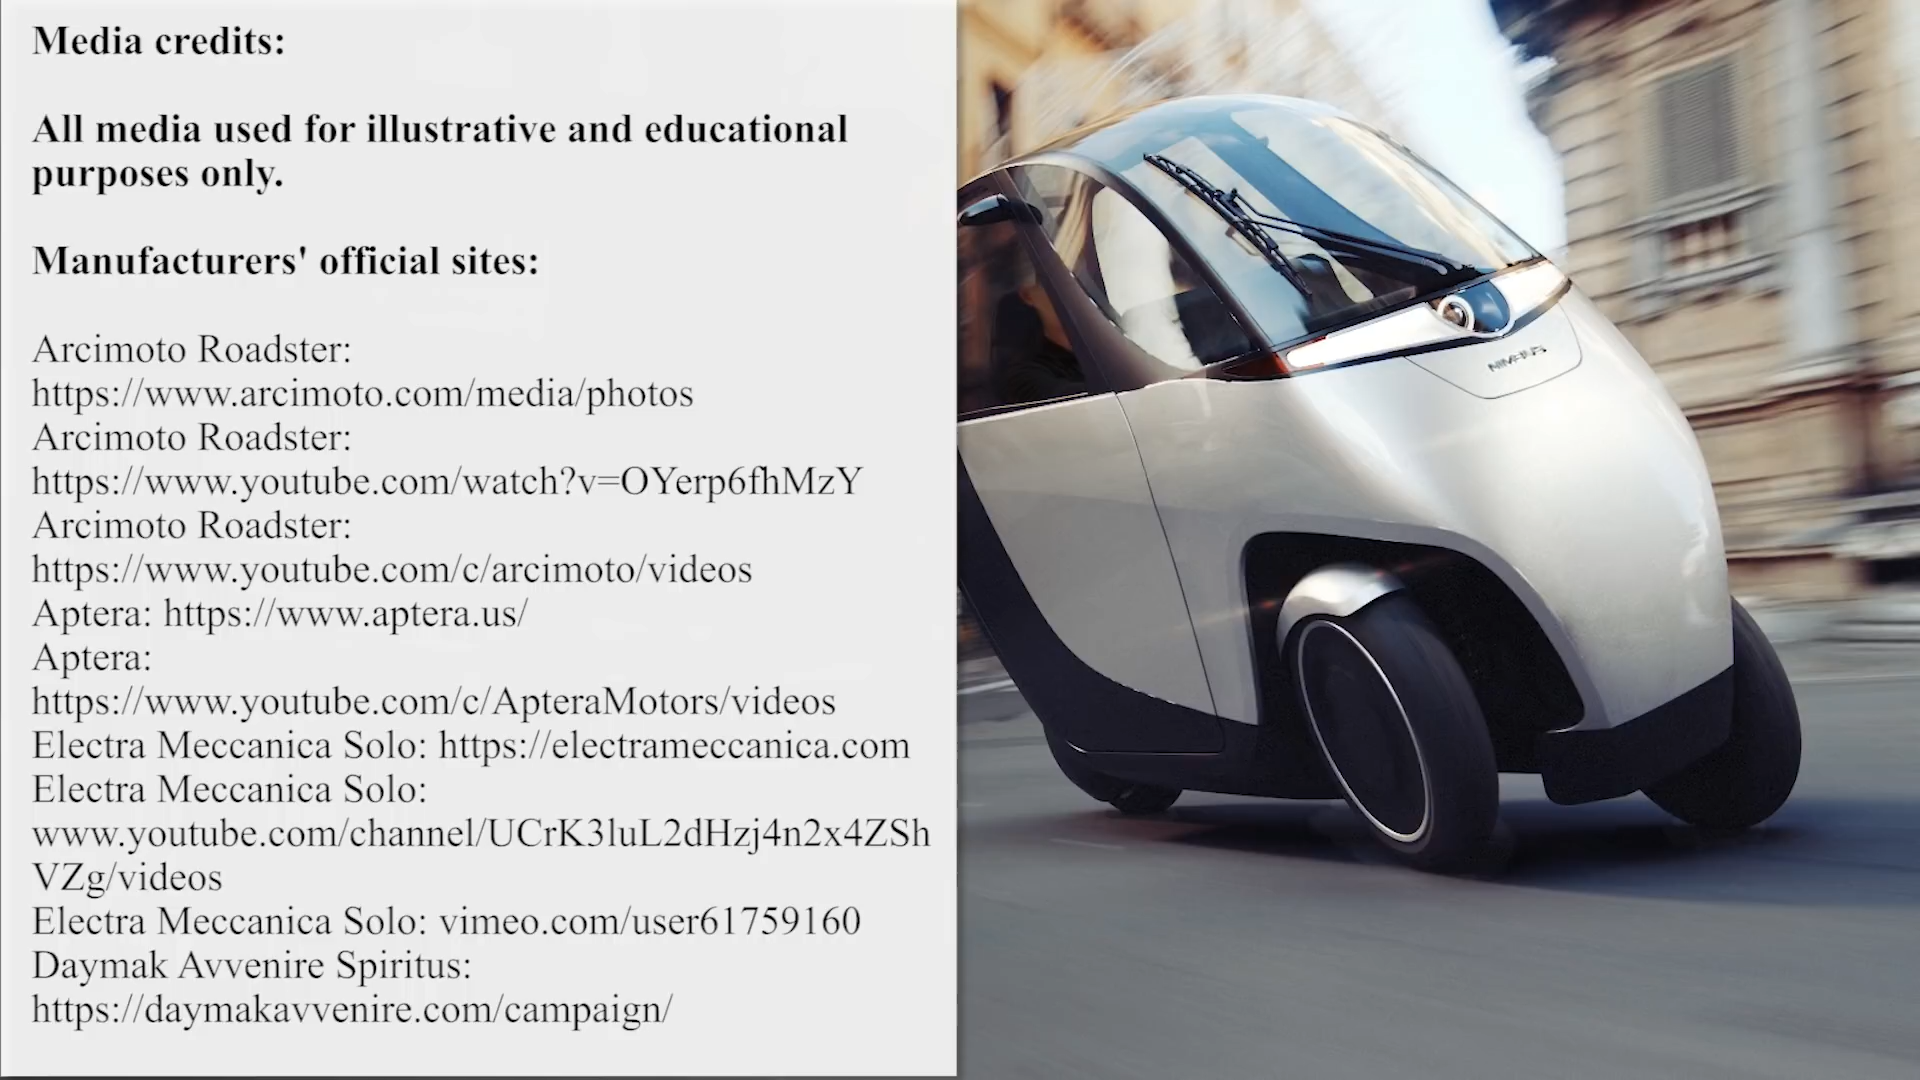 Media credits:
All media used for illustrative and educational
purposes only.
Manufacturers' official sites:
Arcimoto Roadster:
https://www.arcimoto.com/media/photos
Arcimoto Roadster:
https://www.youtube.com/watch?v=OYerp6fhMzY
Arcimoto Roadster:
https://www.youtube.com/c/arcimoto/videos
Aptera: https://www.aptera.us/
Aptera:
https://www.youtube.com/c/ApteraMotors/videos
Electra Meccanica Solo: https://electrameccanica.com
Electra Meccanica Solo:
www.youtube.com/channel/UCrK3luL2dHzj4n2x4ZSh
VZg/videos
Electra Meccanica Solo: vimeo.com/user61759160
Daymak Avvenire Spiritus:
https://daymakavvenire.com/campaign/
NIMBUS